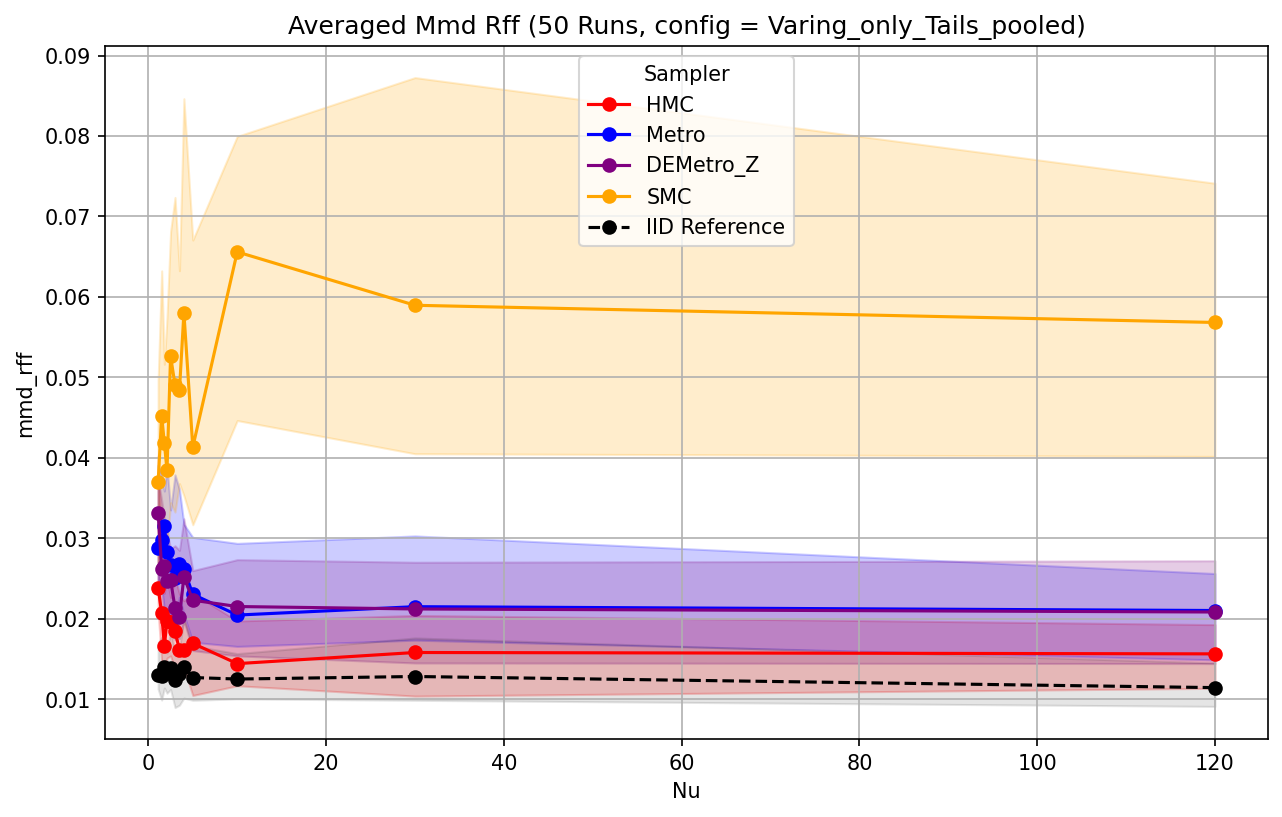 Averaged Mmd Rff (50 Runs, config = Varing_only_Tails_pooled)
0.09
0.08
0.07
0.06
0.05
0.04
0.03
0.02
0.01
mmd_rff
Sampler
HMC
Metro
DEMetro_Z
SMC
IID Reference
0 20 40 60 80 100 120
Nu